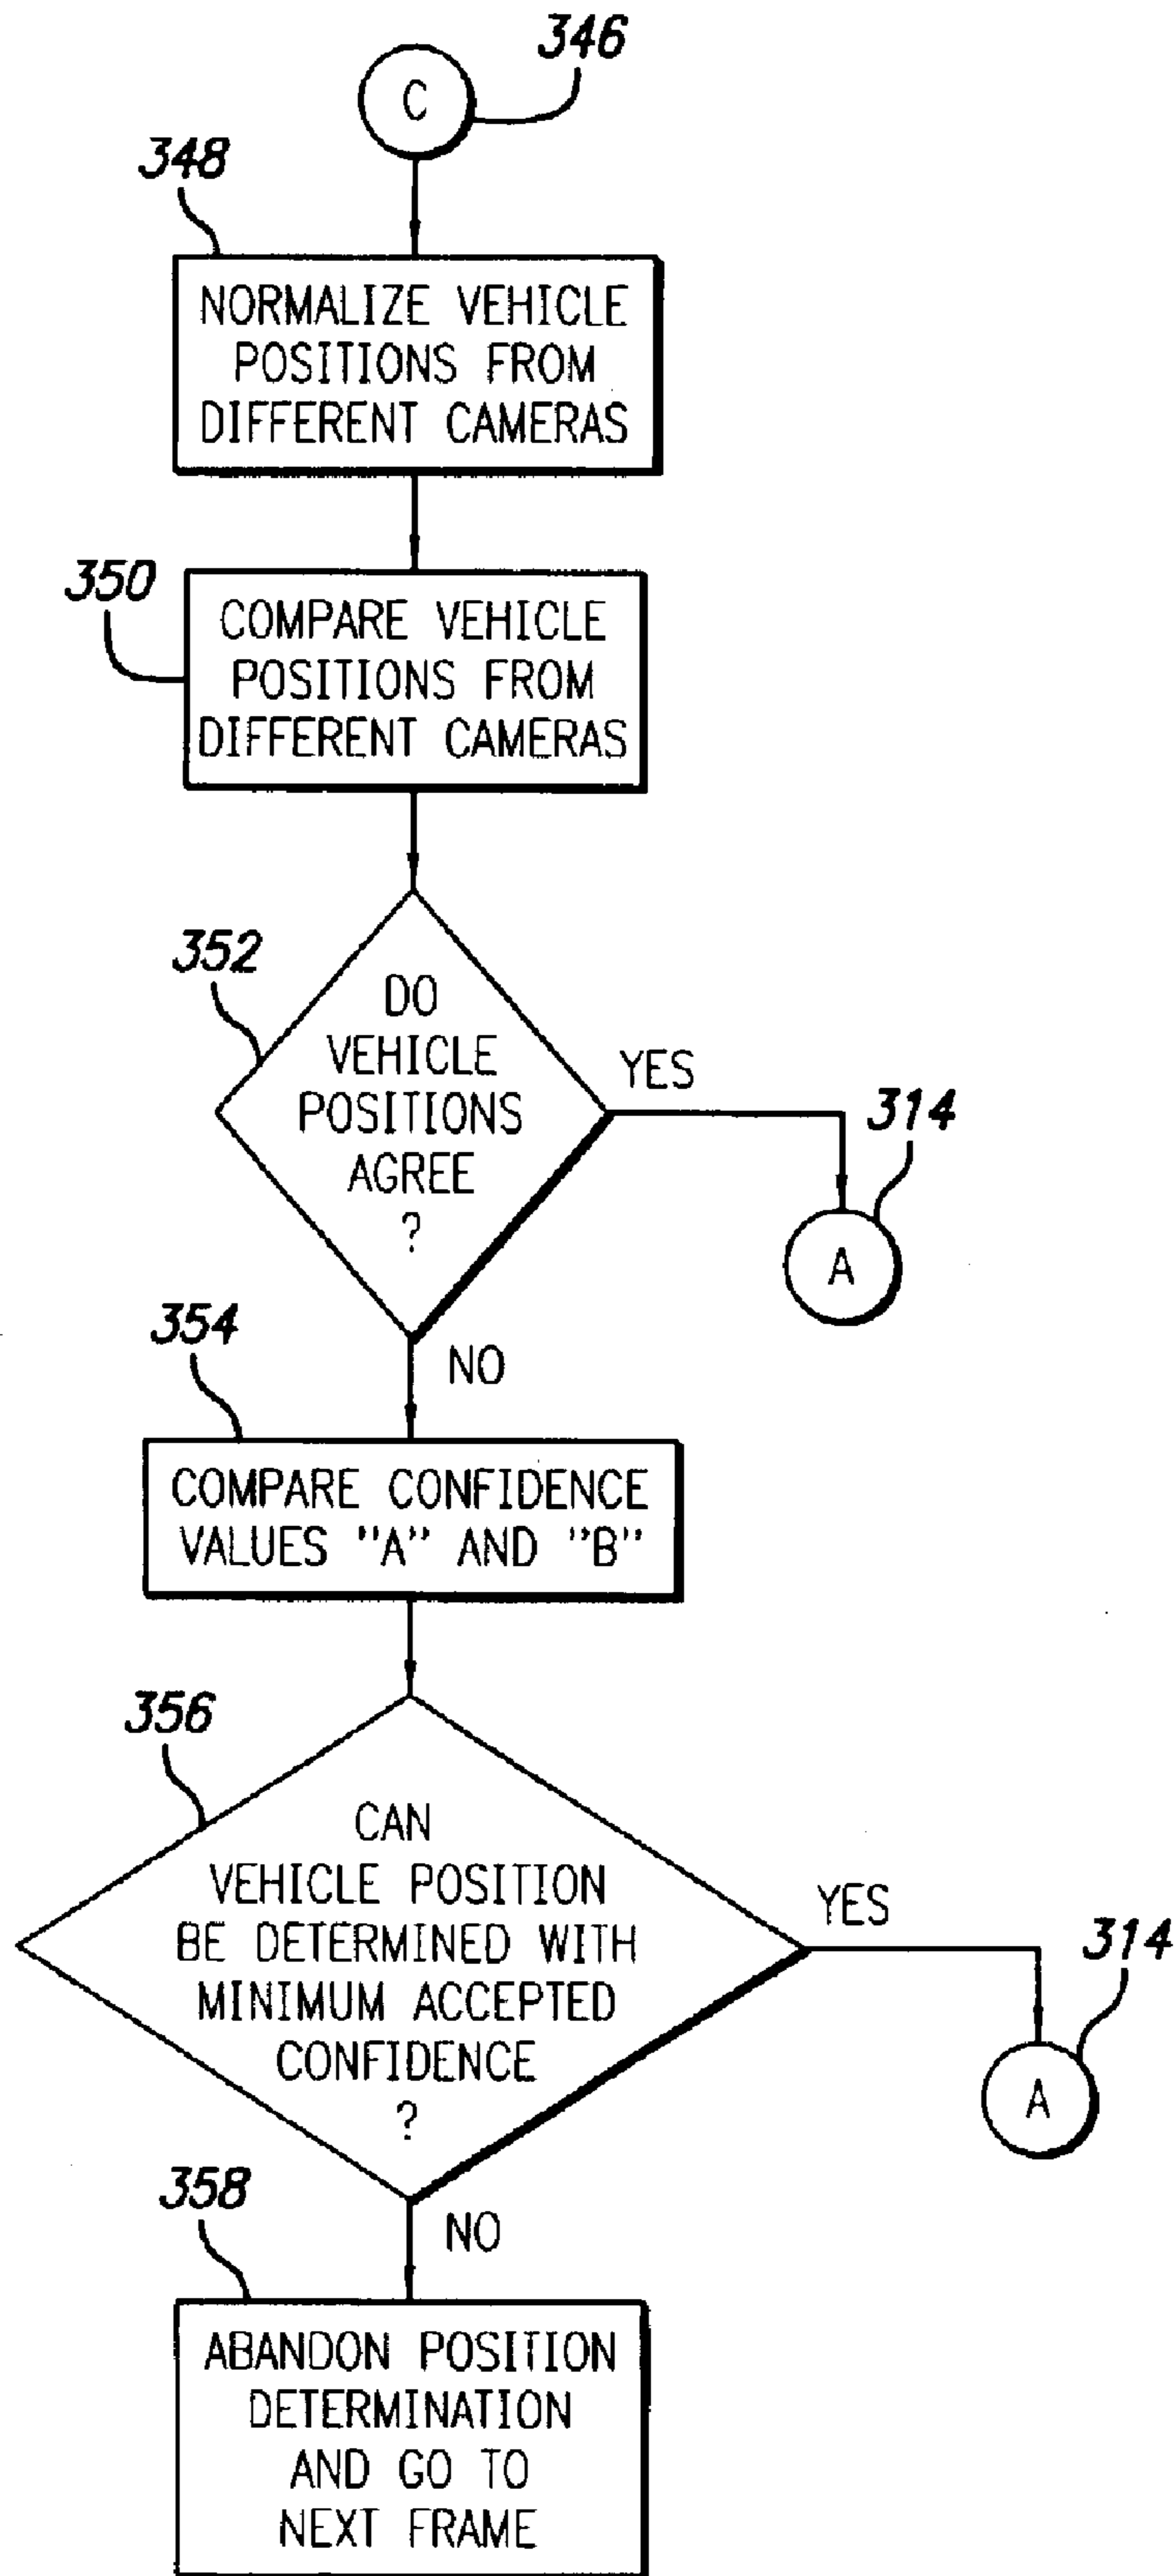 346
C
348
NORMALIZE VEHICLE
POSITIONS FROM
DIFFERENT CAMERAS
350
COMPARE VEHICLE
POSITIONS FROM
DIFFERENT CAMERAS
352
DO
VEHICLE
POSITIONS
AGREE
?
YES
314
A
NO
354
COMPARE CONFIDENCE
VALUES "A" AND "B"
356
CAN
VEHICLE POSITION
BE DETERMINED WITH
MINIMUM ACCEPTED
CONFIDENCE
?
YES
314
A
NO
358
ABANDON POSITION
DETERMINATION
AND GO TO
NEXT FRAME